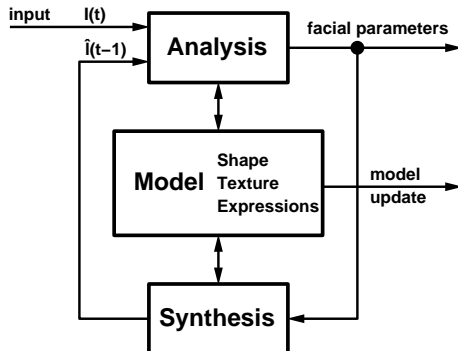 input I(t)
Î(t−1)
Analysis
facial parameters
Model
Shape
Texture
Expressions
model
update
Synthesis